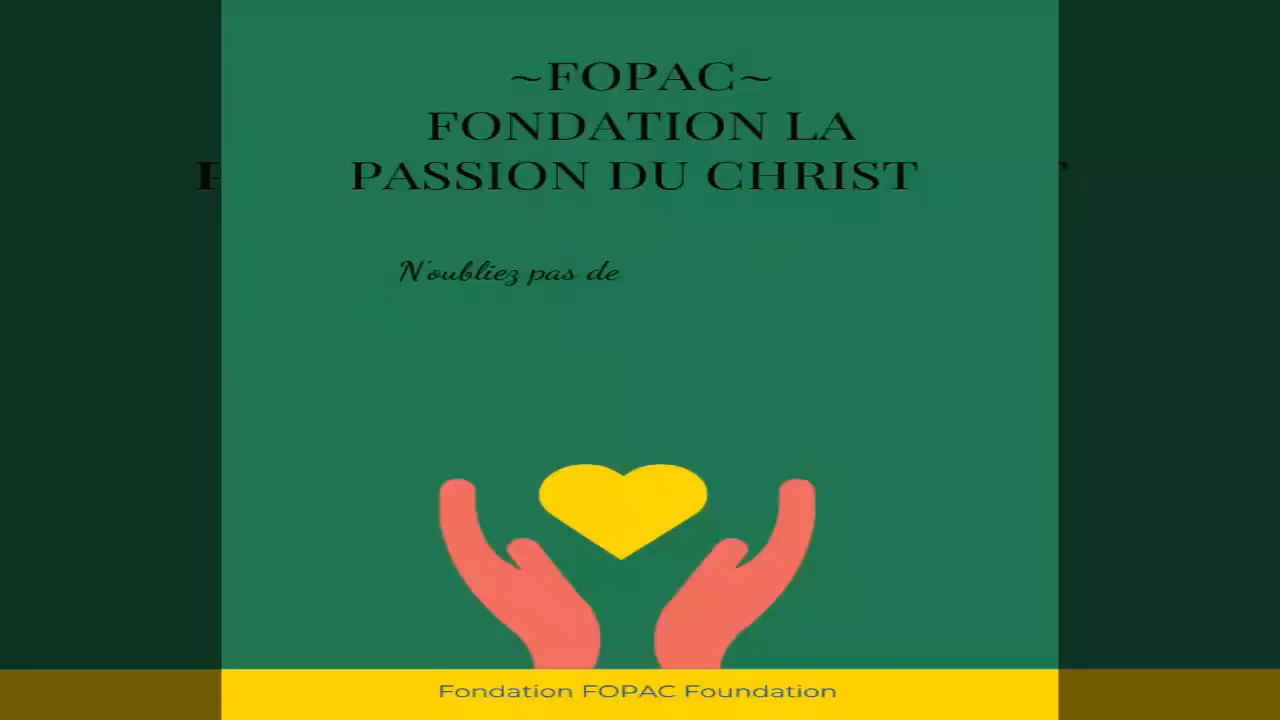 ~FOPAC~
FONDATION LA
PASSION DU CHRIST
N'oubliez pas de
Fondation FOPAC Foundation